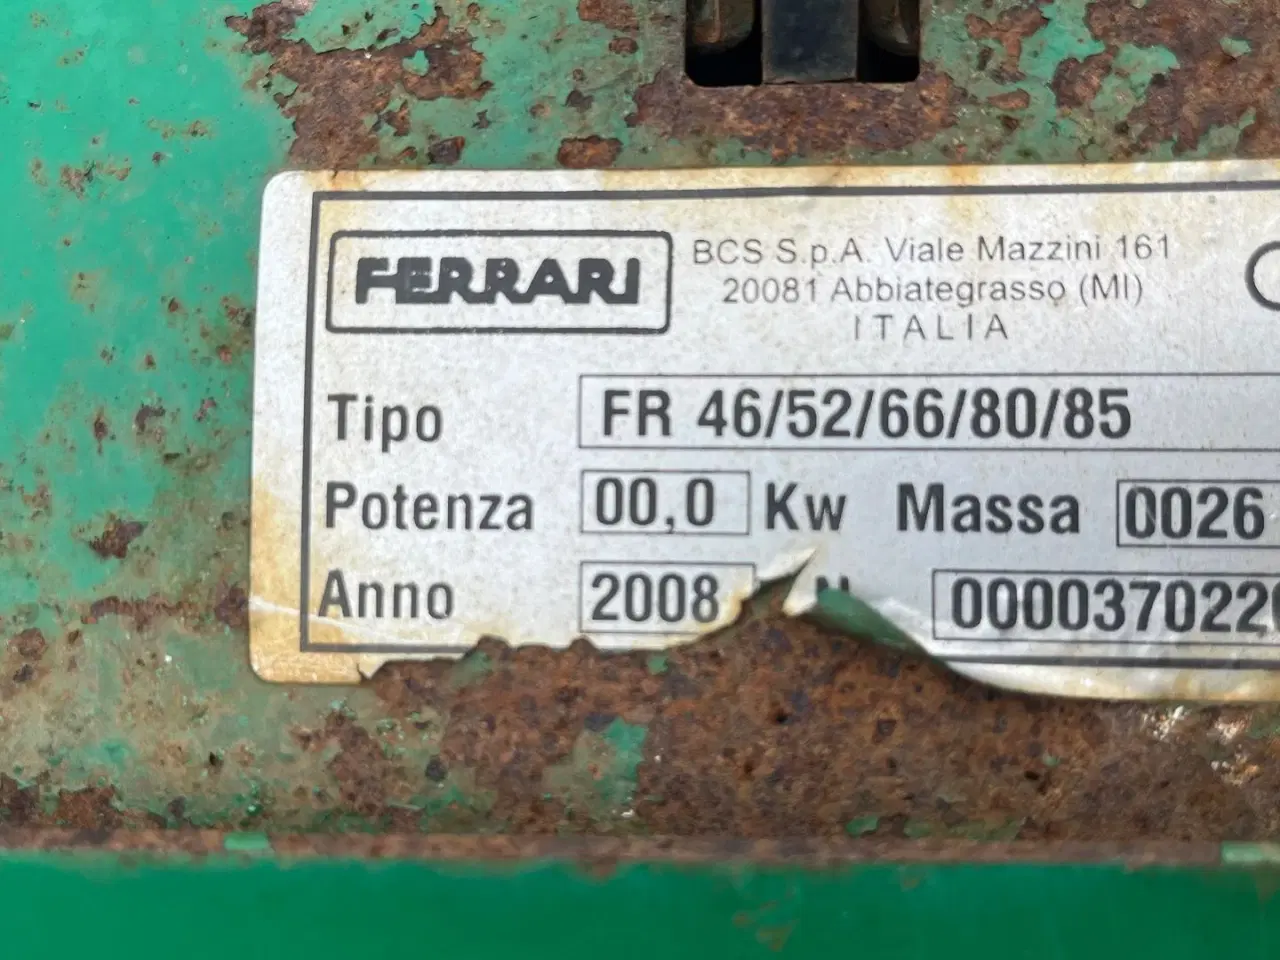 FERRARI
BCS S.p.A. Viale Mazzini 161
20081 Abbiategrasso (MI)
ITALIA
Tipo FR 46/52/66/80/85
Potenza 00,0 Kw Massa 0026
Anno 2008 N 000037022